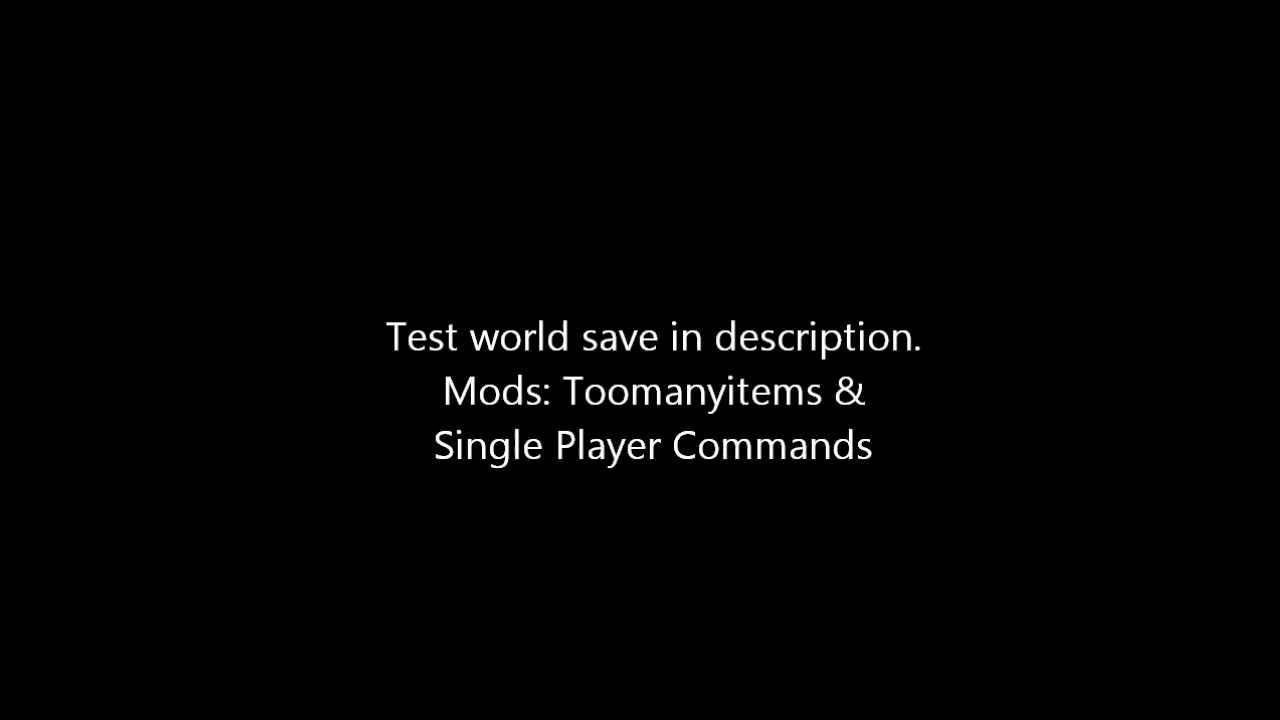 Test world save in description.
Mods: Toomanyitems &
Single Player Commands